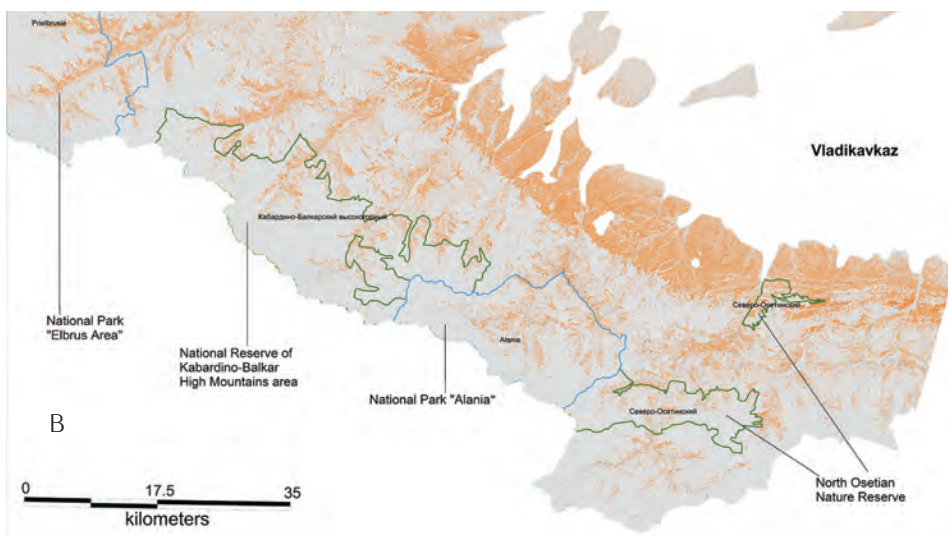 Prielbrusie
Vladikavkaz
Кабардино-Балкарский высокогорный
Северо-Осетинский
National Park
"Elbrus Area"
National Reserve of
Kabardino-Balkar
High Mountains area
Alania
National Park "Alania"
Северо-Осетинский
B
North Osetian
Nature Reserve
0
17.5
35
kilometers